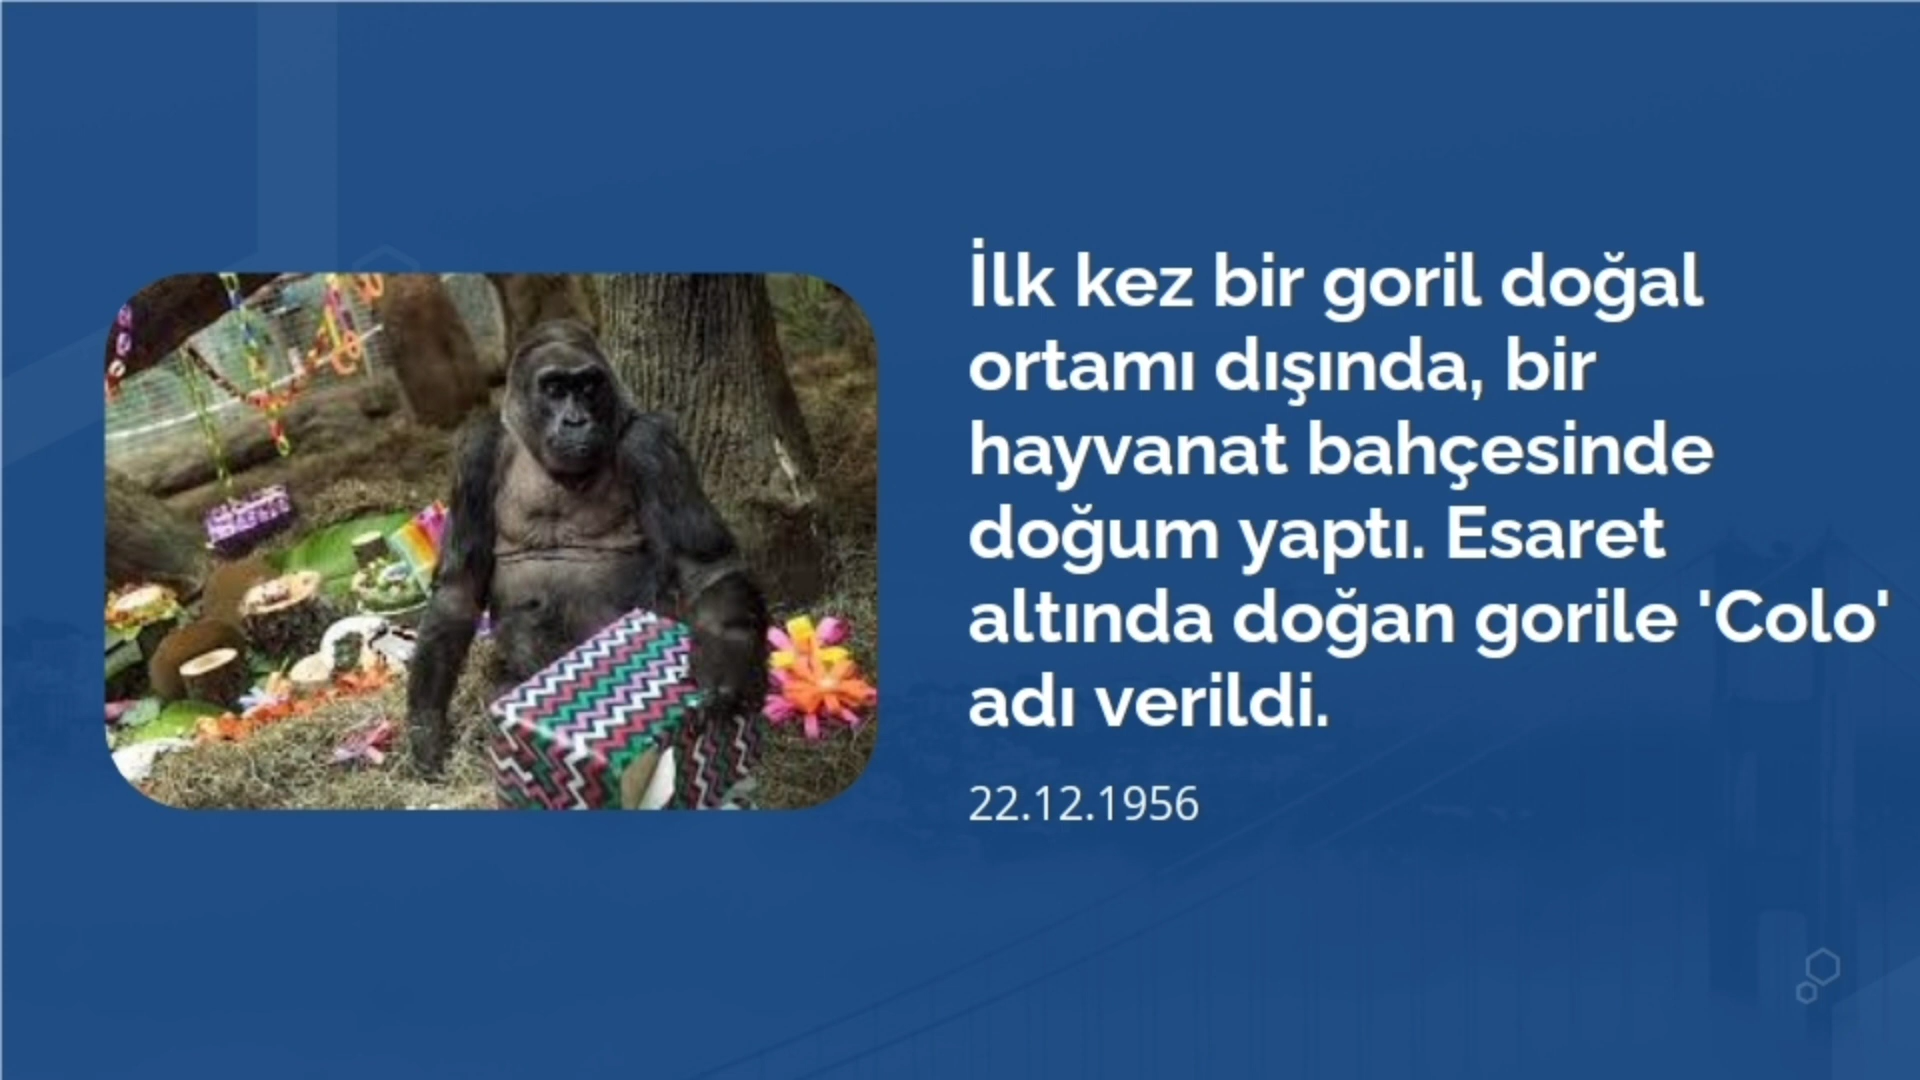 İlk kez bir goril doğal
ortamı dışında, bir
hayvanat bahçesinde
doğum yaptı. Esaret
altında doğan gorile 'Colo'
adı verildi.
22.12.1956